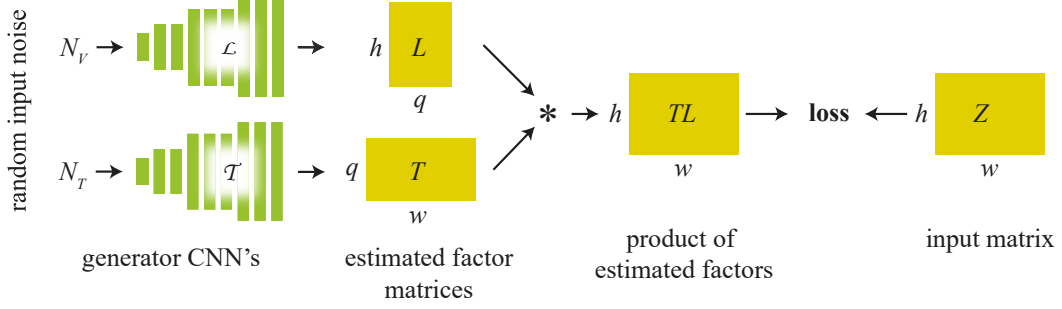 random input noise
N_V
ℒ
h
L
q
N_T
𝒯
q
T
w
*
h
TL
w
loss
h
Z
w
generator CNN's
estimated factor
matrices
product of
estimated factors
input matrix